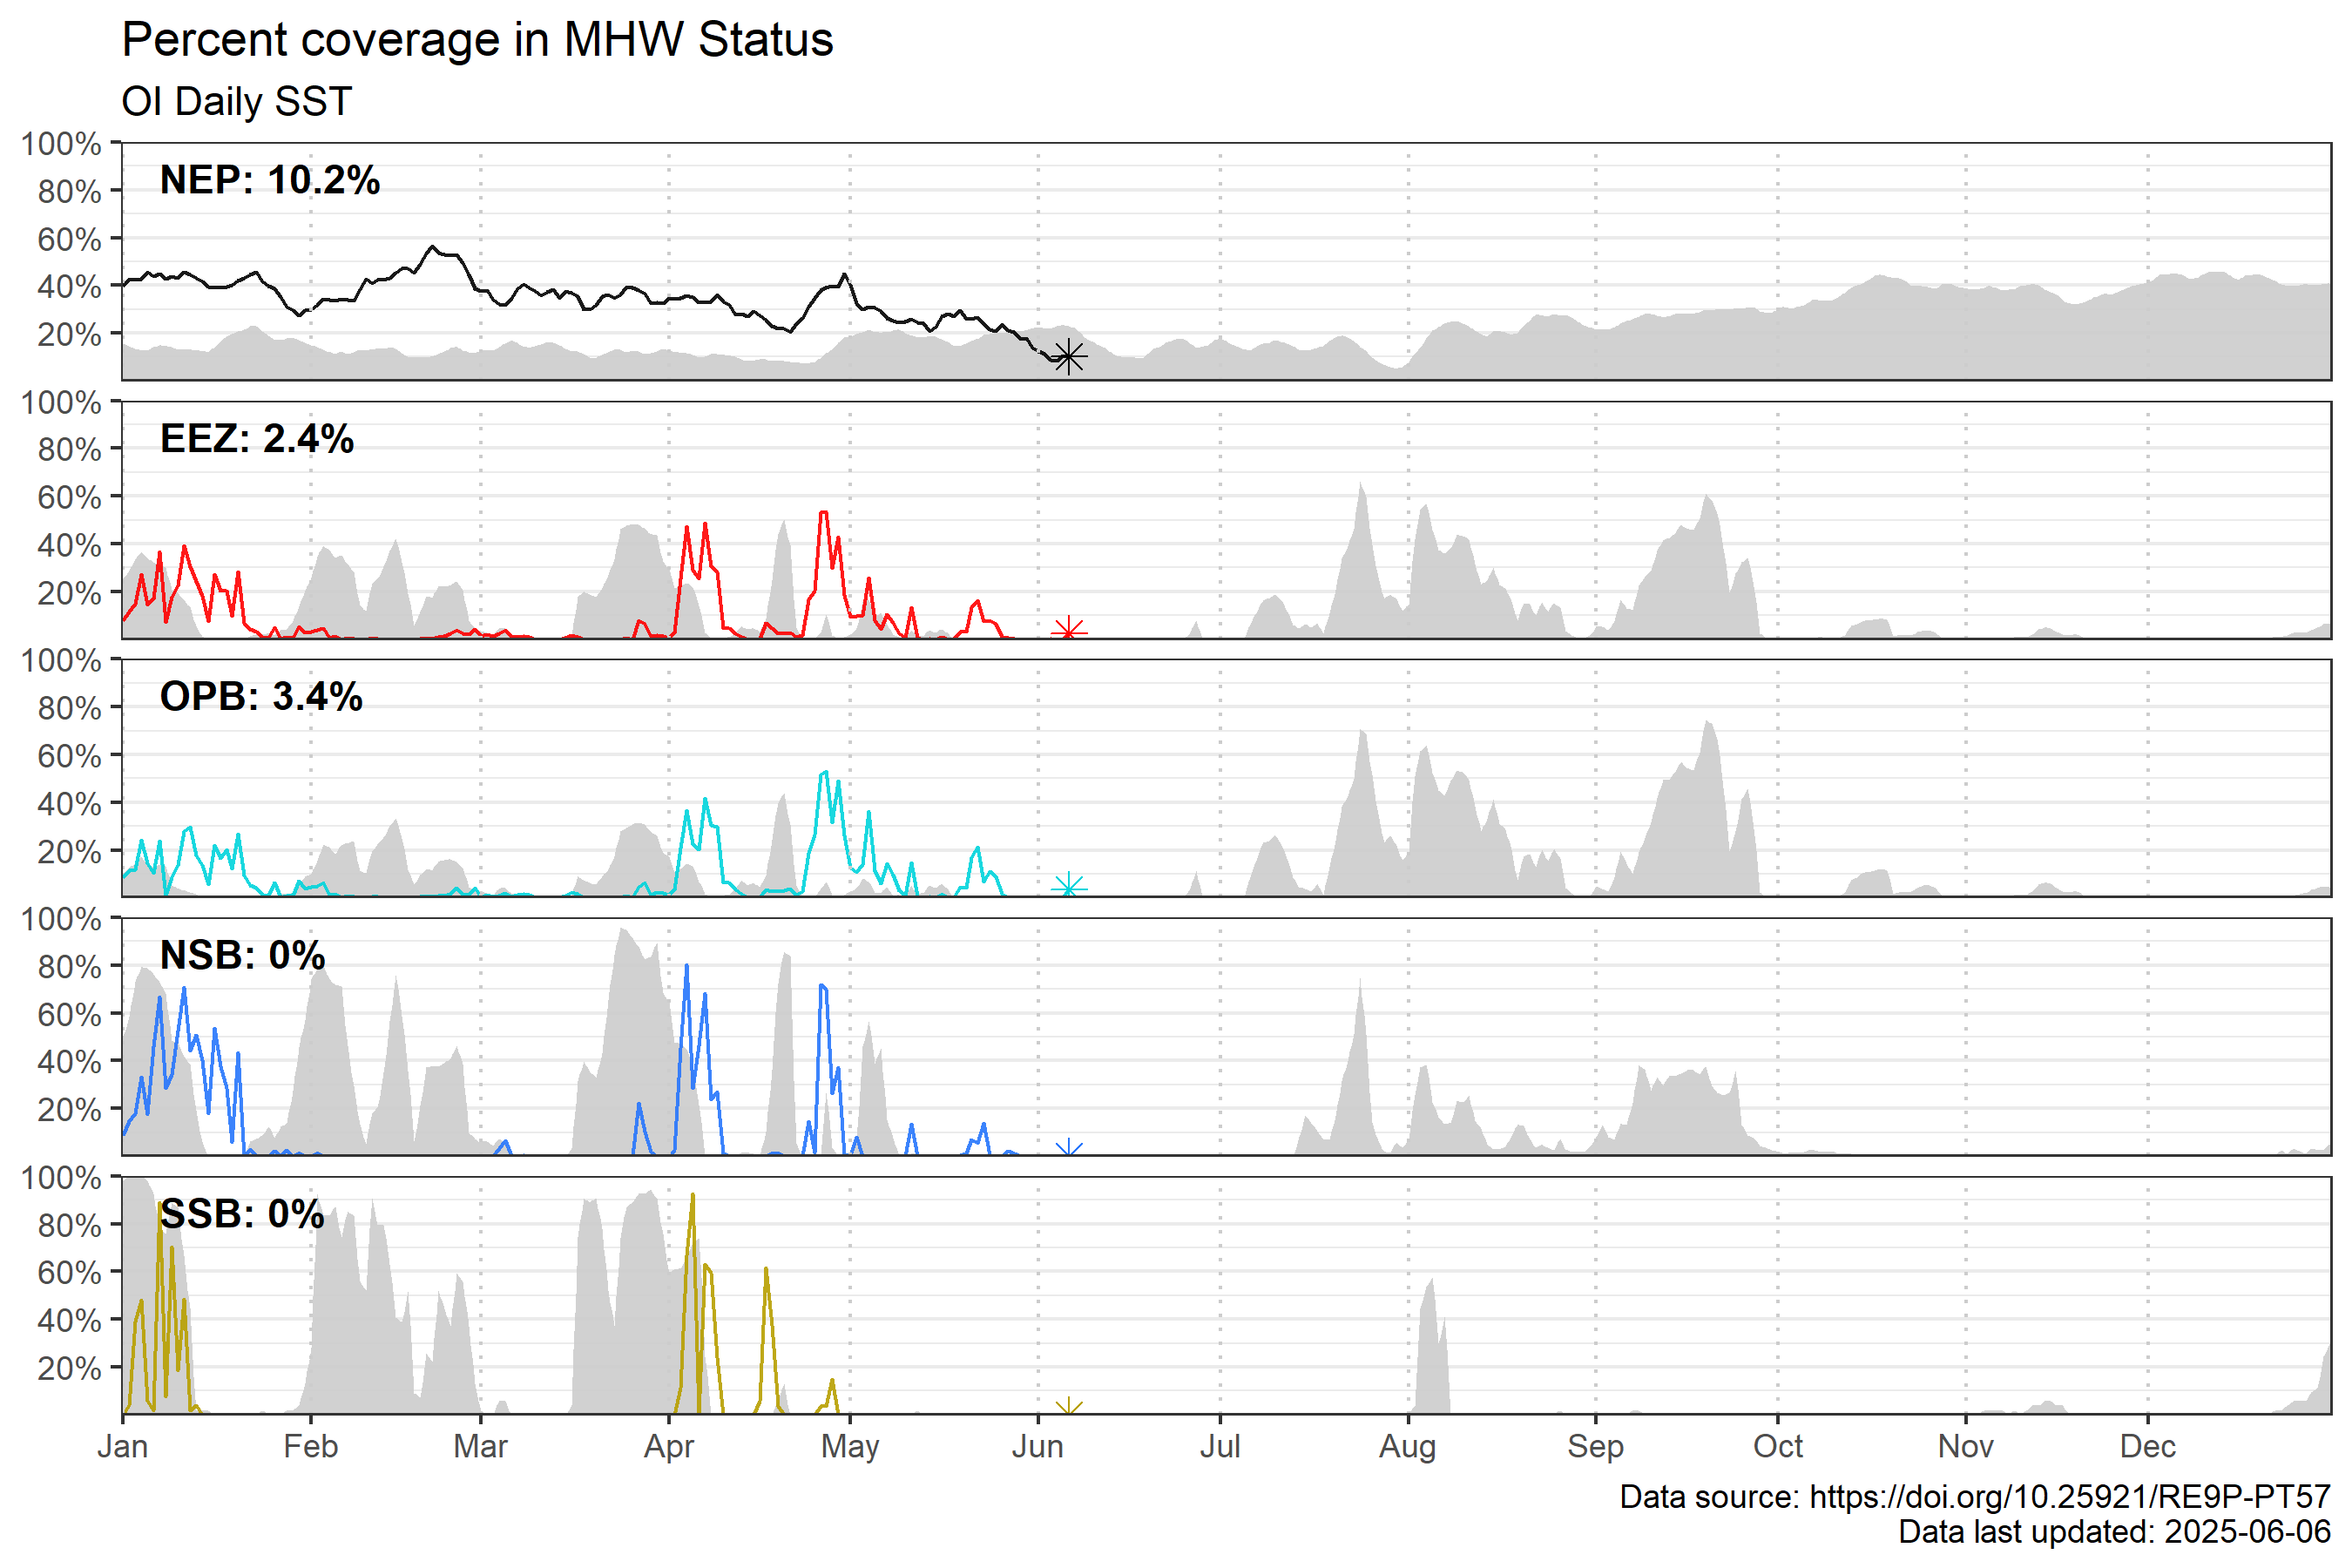 Percent coverage in MHW Status
OI Daily SST
100%
80%
60%
40%
20%
NEP: 10.2%
100%
80%
60%
40%
20%
EEZ: 2.4%
100%
80%
60%
40%
20%
OPB: 3.4%
100%
80%
60%
40%
20%
NSB: 0%
100%
80%
60%
40%
20%
SSB: 0%
Jan Feb Mar Apr May Jun Jul Aug Sep Oct Nov Dec
Data source: https://doi.org/10.25921/RE9P-PT57
Data last updated: 2025-06-06